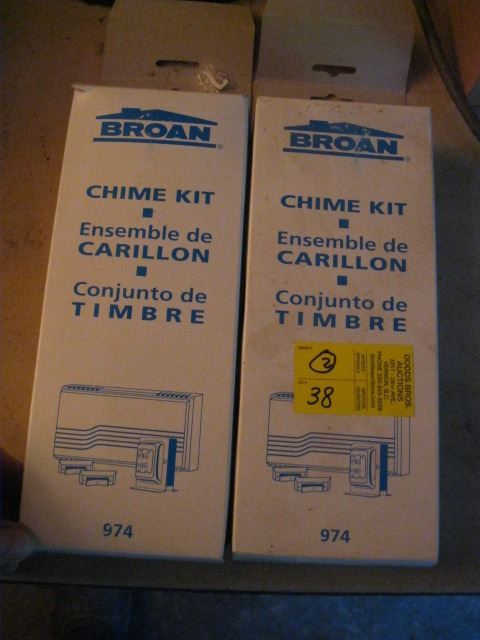 BROAN
CHIME KIT
Ensemble de
CARILLON
Conjunto de
TIMBRE
974
BROAN
CHIME KIT
Ensemble de
CARILLON
Conjunto de
TIMBRE
2
38
DODDS BROS.
AUCTIONS
VERNON, B.C.
974